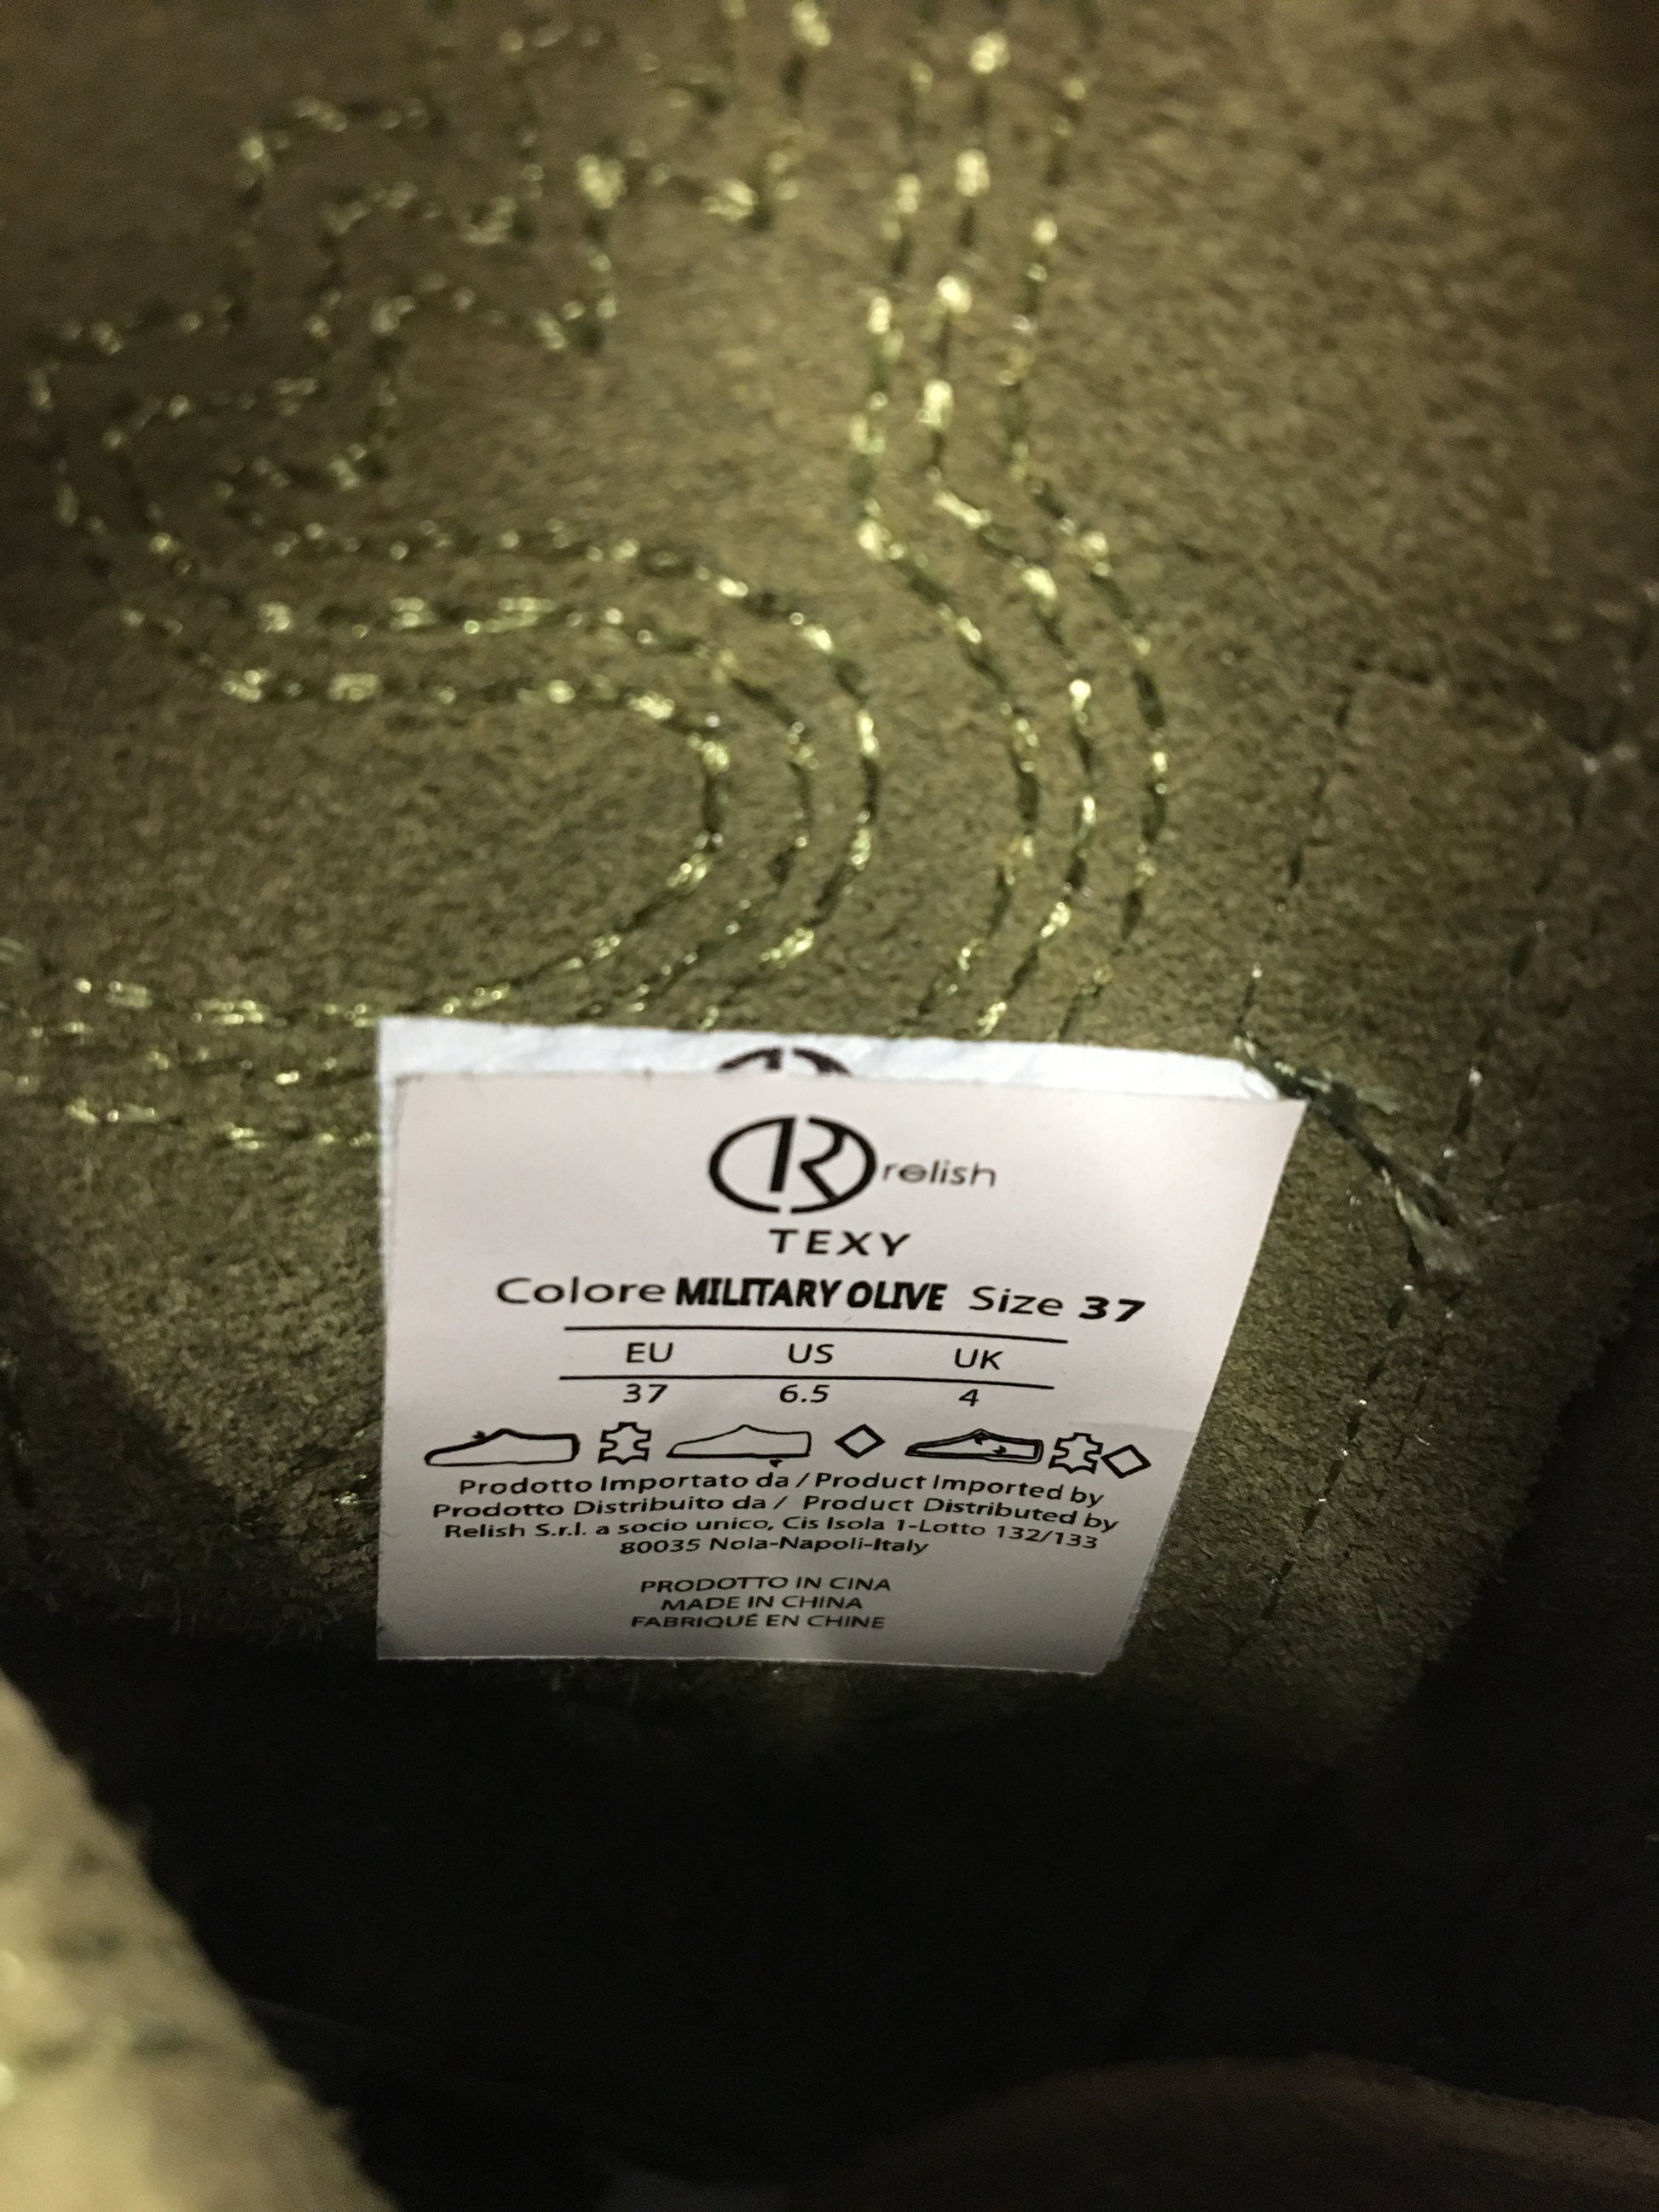 R relish
TEXY
Colore MILITARY OLIVE Size 37
EU US UK
37 6.5 4
Prodotto Importato da / Product Imported by
Prodotto Distribuito da / Product Distributed by
Relish S.r.l. a socio unico, Cis Isola 1-Lotto 132/133
80035 Nola-Napoli-Italy
PRODOTTO IN CINA
MADE IN CHINA
FABRIQUÉ EN CHINE